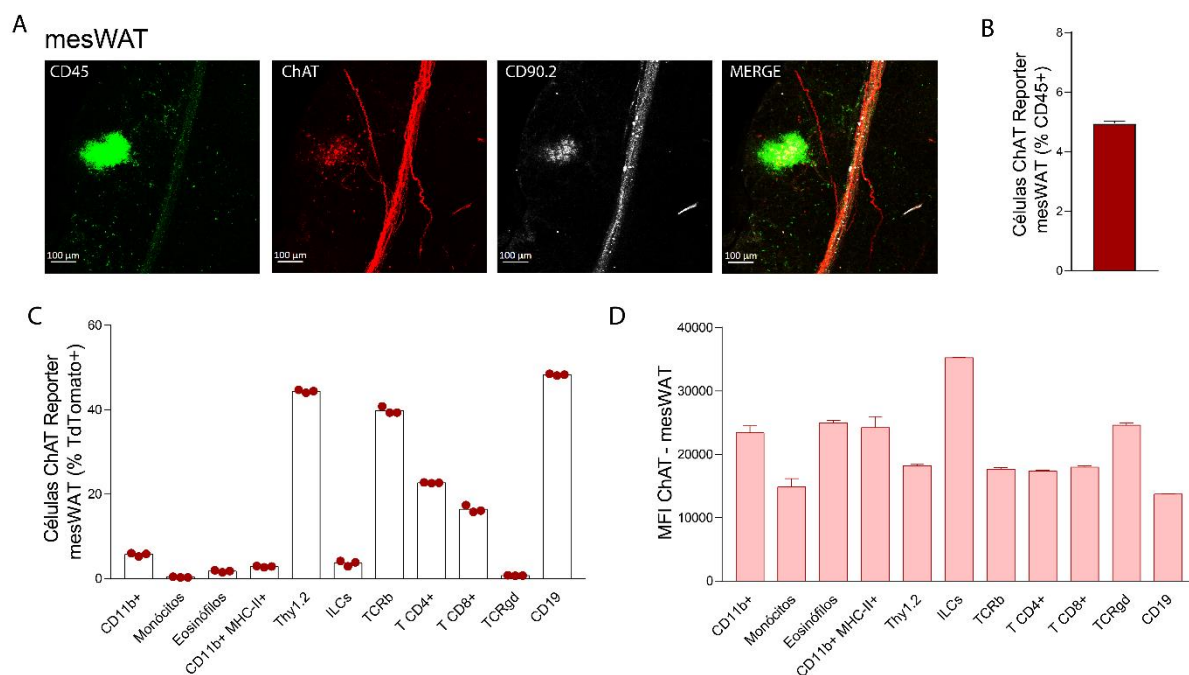 A
mesWAT
CD45
100 µm
ChAT
100 µm
CD90.2
100 µm
MERGE
100 µm
B
Células ChAT Reporter
mesWAT (% CD45+)
8
6
4
2
0
C
Células ChAT Reporter
mesWAT (% TdTomato+)
60
40
20
0
CD11b+
Monócitos
Eosinófilos
CD11b+ MHC-II+
Thy1.2
ILCs
TCRb
T CD4+
T CD8+
TCRgd
CD19
D
MFI ChAT - mesWAT
40000
30000
20000
10000
0
CD11b+
Monócitos
Eosinófilos
CD11b+ MHC-II+
Thy1.2
ILCs
TCRb
T CD4+
T CD8+
TCRgd
CD19